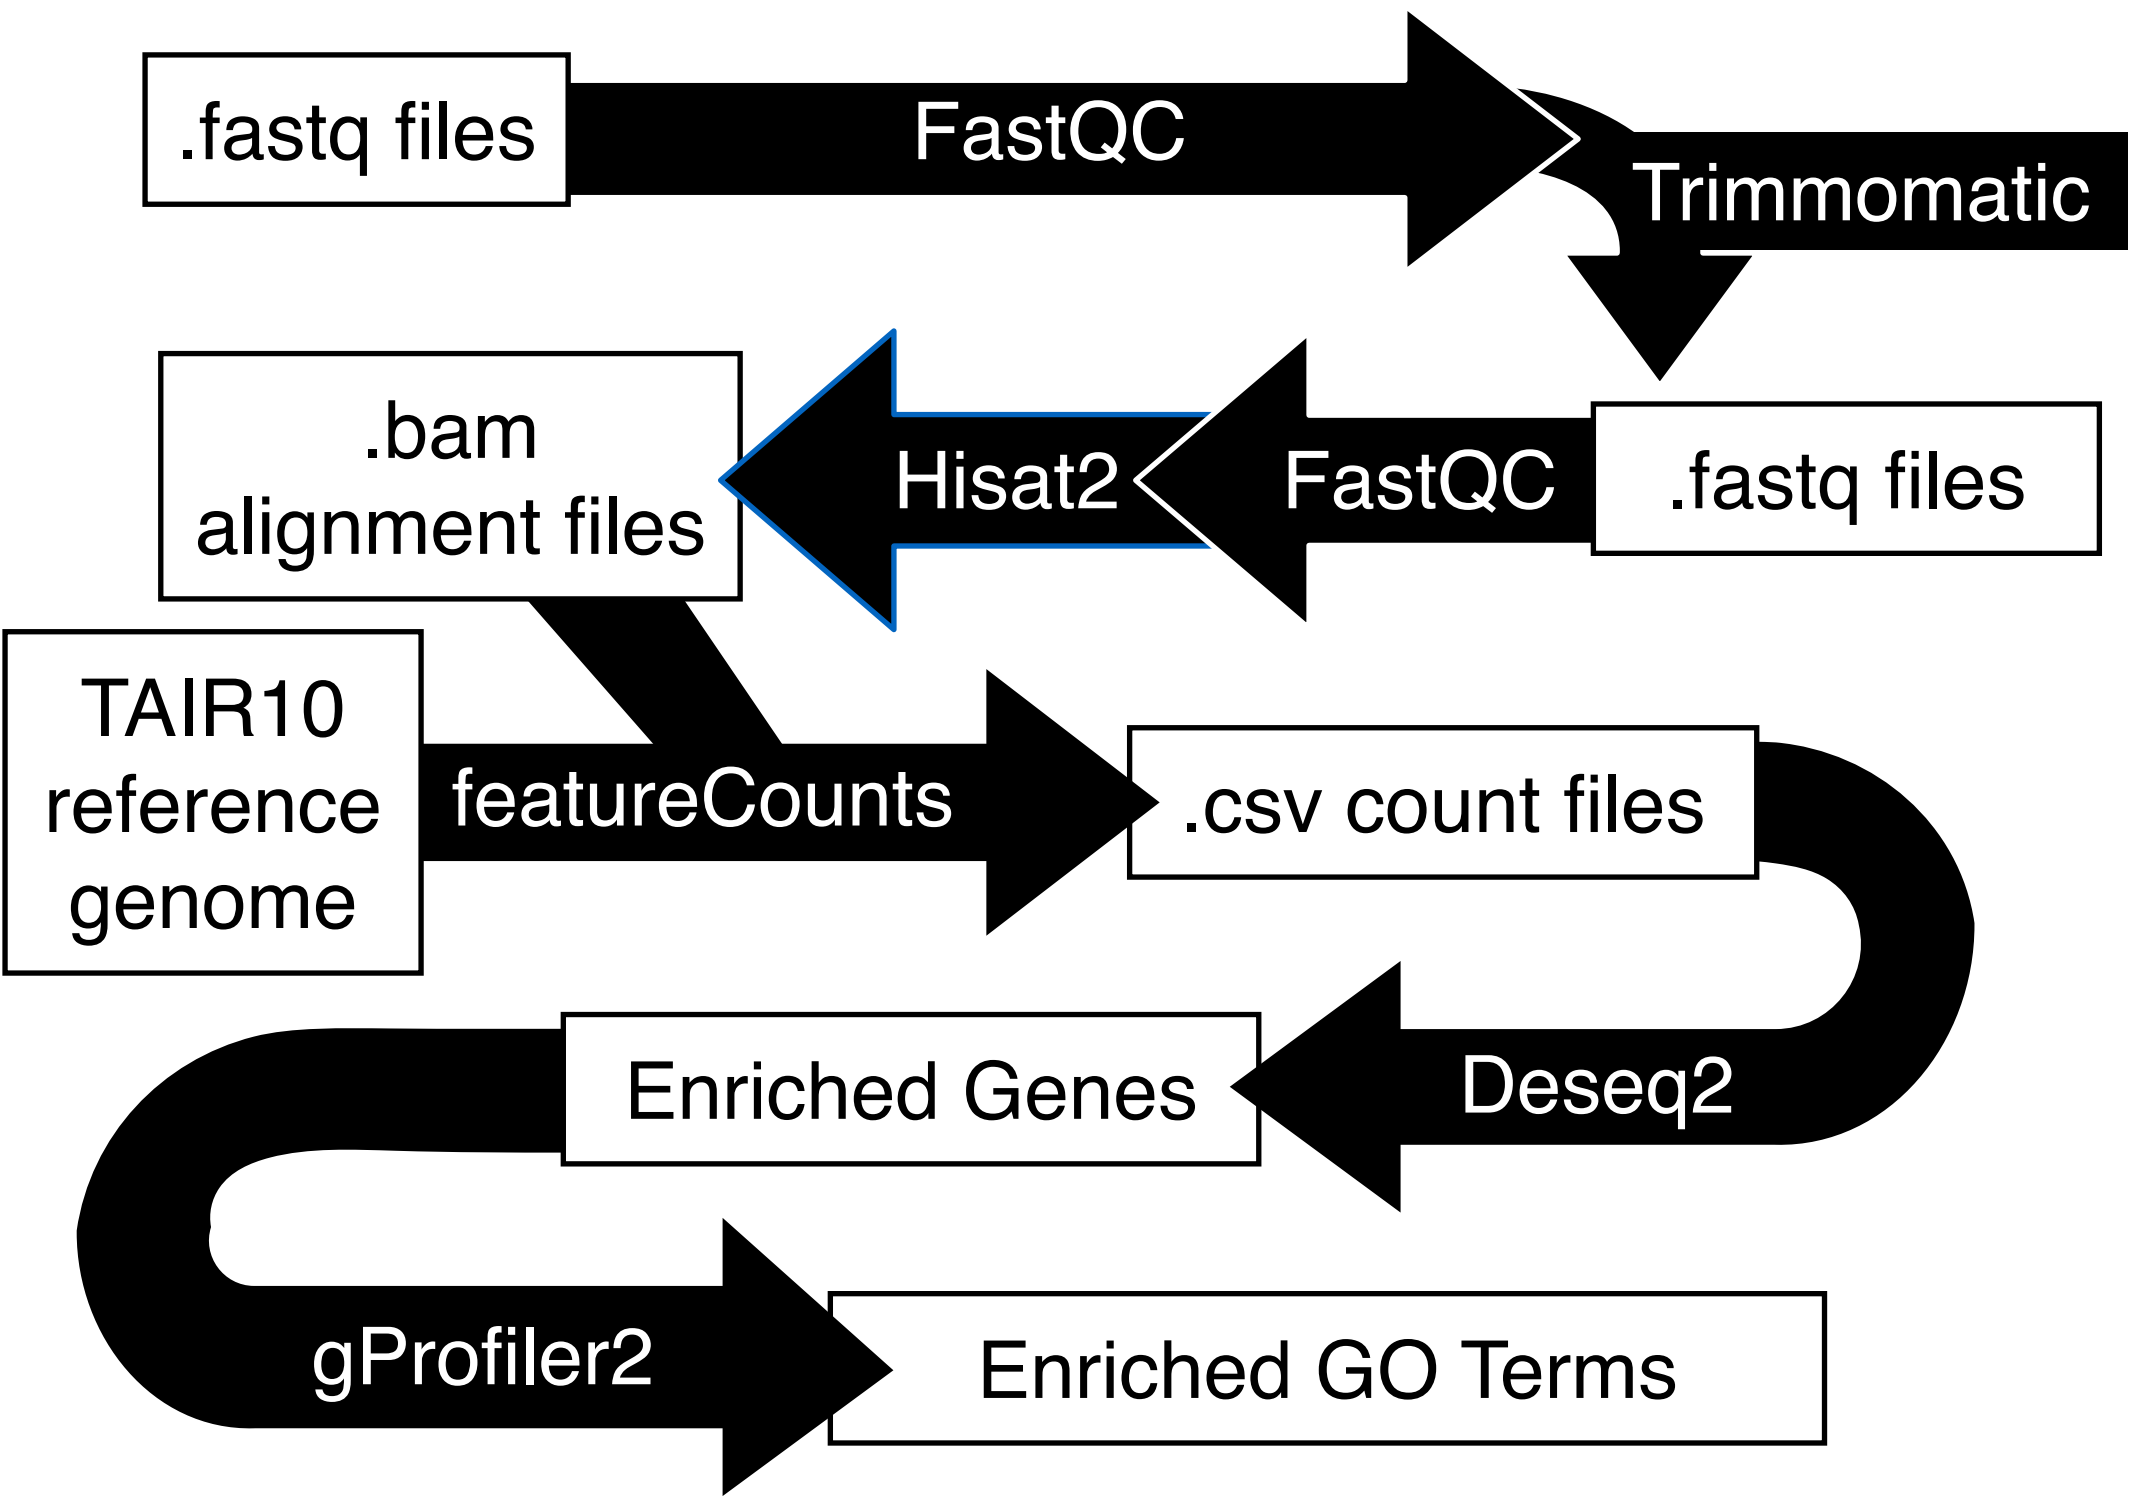 .fastq files
FastQC
Trimmomatic
.bam
alignment files
Hisat2
FastQC
.fastq files
TAIR10
reference
genome
featureCounts
.csv count files
Enriched Genes
Deseq2
gProfiler2
Enriched GO Terms